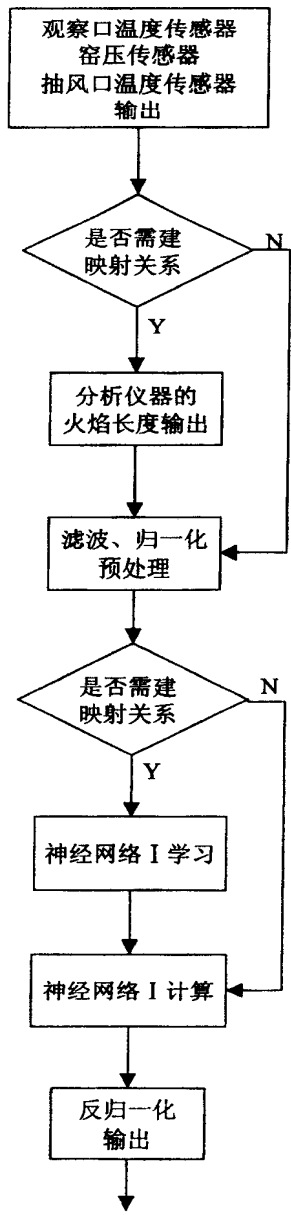 观察口温度传感器
窑压传感器
抽风口温度传感器
输出
是否需建
映射关系
N
Y
分析仪器的
火焰长度输出
滤波、归一化
预处理
是否需建
映射关系
N
Y
神经网络Ⅰ学习
神经网络Ⅰ计算
反归一化
输出